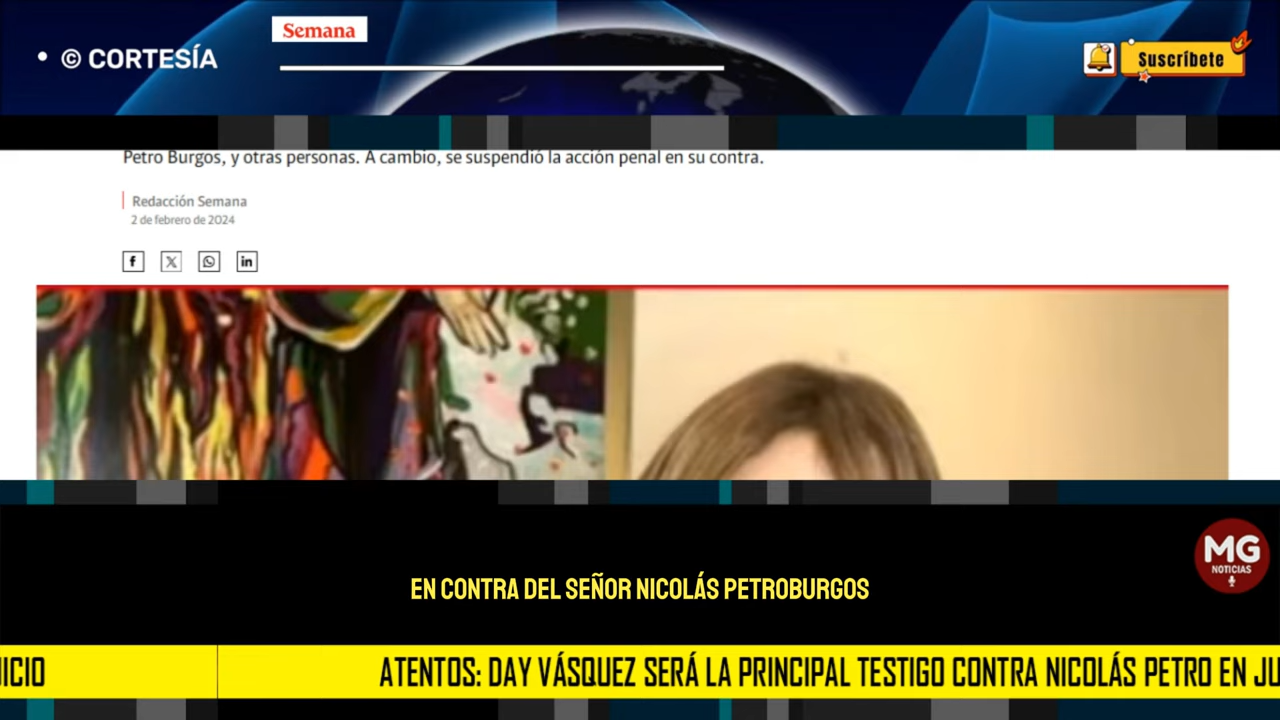 Semana
• © CORTESÍA
Suscríbete
Petro Burgos, y otras personas. A cambio, se suspendió la acción penal en su contra.
Redacción Semana
2 de febrero de 2024
MG
NOTICIAS
EN CONTRA DEL SEÑOR NICOLÁS PETROBURGOS
ICIO ATENTOS: DAY VÁSQUEZ SERÁ LA PRINCIPAL TESTIGO CONTRA NICOLÁS PETRO EN JU